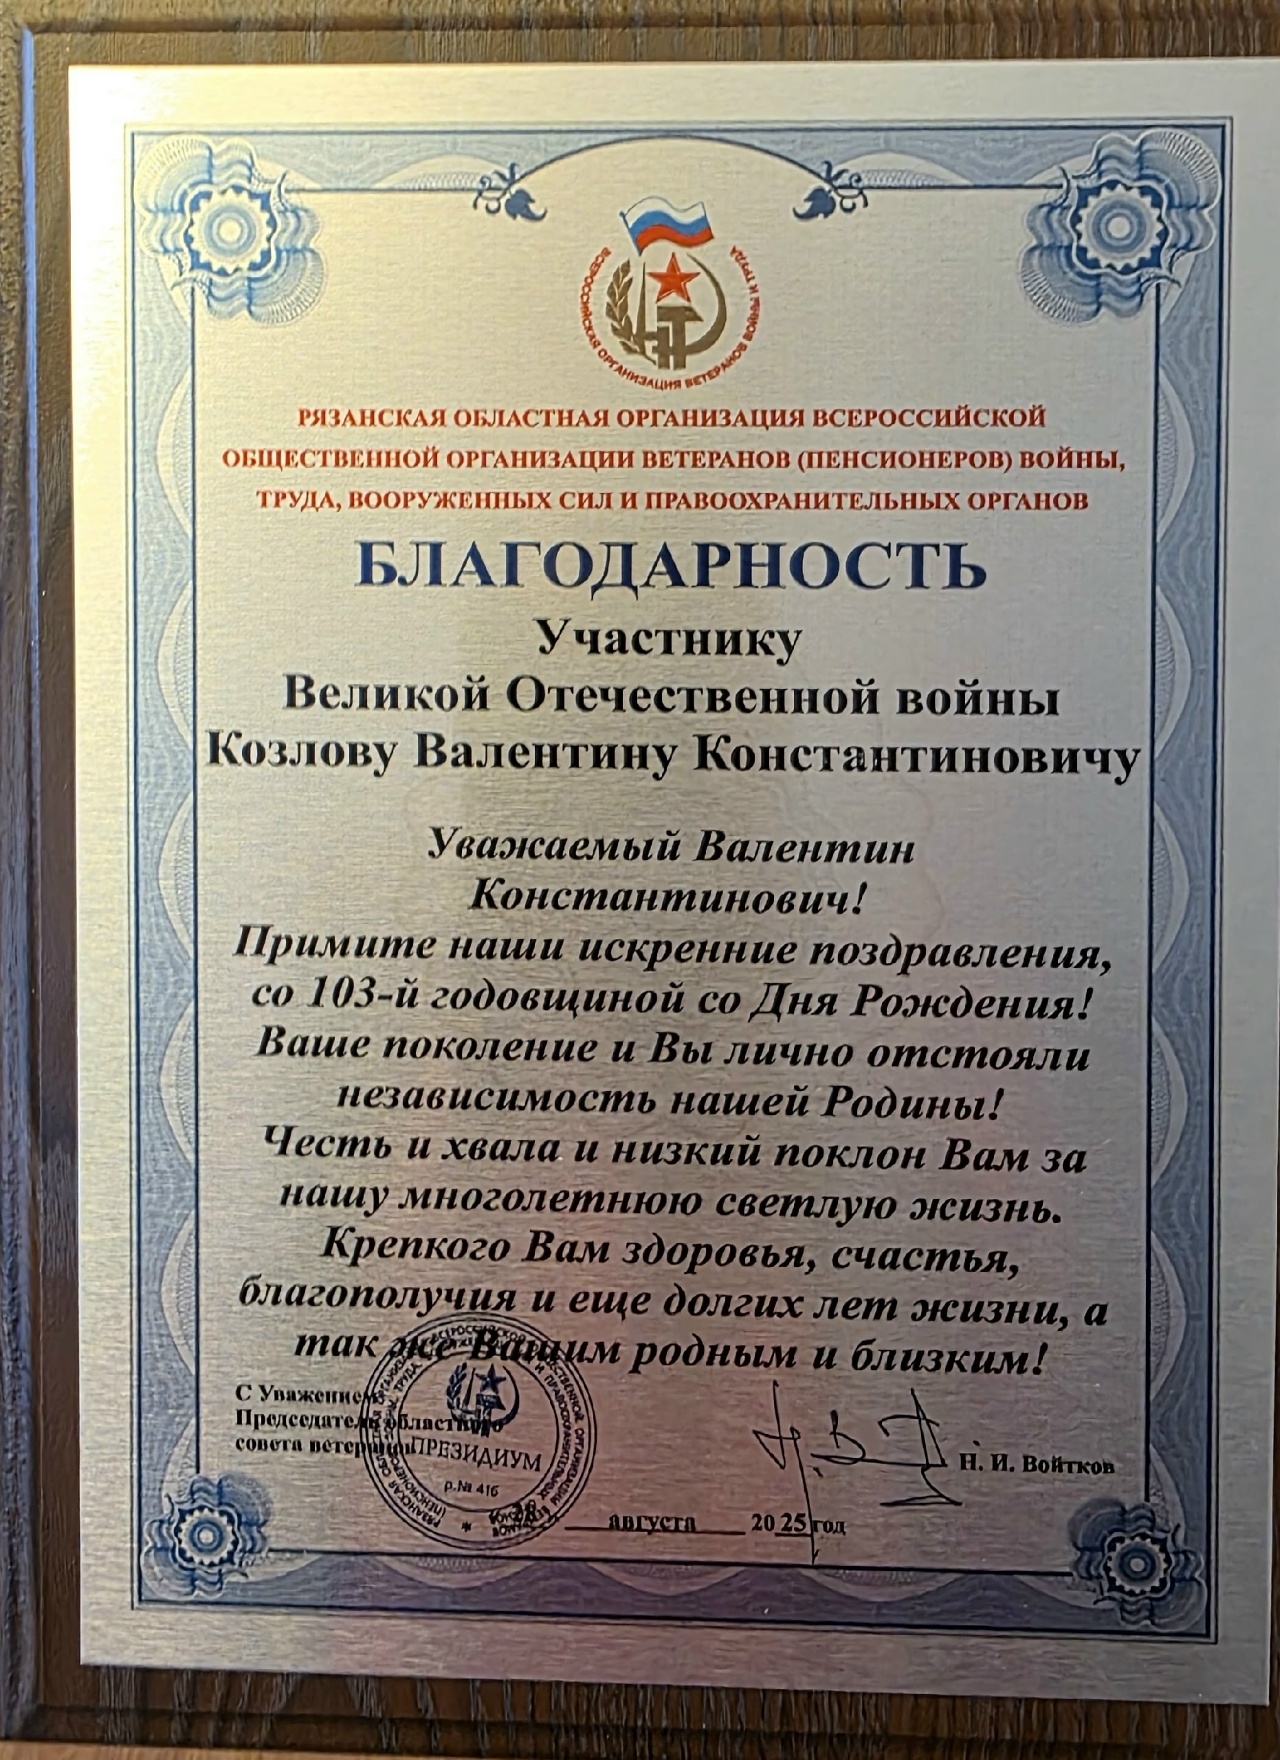 ВСЕРОССИЙСКАЯ ОРГАНИЗАЦИЯ ВЕТЕРАНОВ ВОЙНЫ И ТРУДА
РЯЗАНСКАЯ ОБЛАСТНАЯ ОРГАНИЗАЦИЯ ВСЕРОССИЙСКОЙ
ОБЩЕСТВЕННОЙ ОРГАНИЗАЦИИ ВЕТЕРАНОВ (ПЕНСИОНЕРОВ) ВОЙНЫ,
ТРУДА, ВООРУЖЕННЫХ СИЛ И ПРАВООХРАНИТЕЛЬНЫХ ОРГАНОВ
БЛАГОДАРНОСТЬ
Участнику
Великой Отечественной войны
Козлову Валентину Константиновичу
Уважаемый Валентин
Константинович!
Примите наши искренние поздравления,
со 103-й годовщиной со Дня Рождения!
Ваше поколение и Вы лично отстояли
независимость нашей Родины!
Честь и хвала и низкий поклон Вам за
нашу многолетнюю светлую жизнь.
Крепкого Вам здоровья, счастья,
благополучия и еще долгих лет жизни, а
так же Вашим родным и близким!
С Уважением
Председатель областного
совета ветеранов
ПРЕЗИДИУМ
р.№ 416
Н. И. Войтков
августа 2025 год